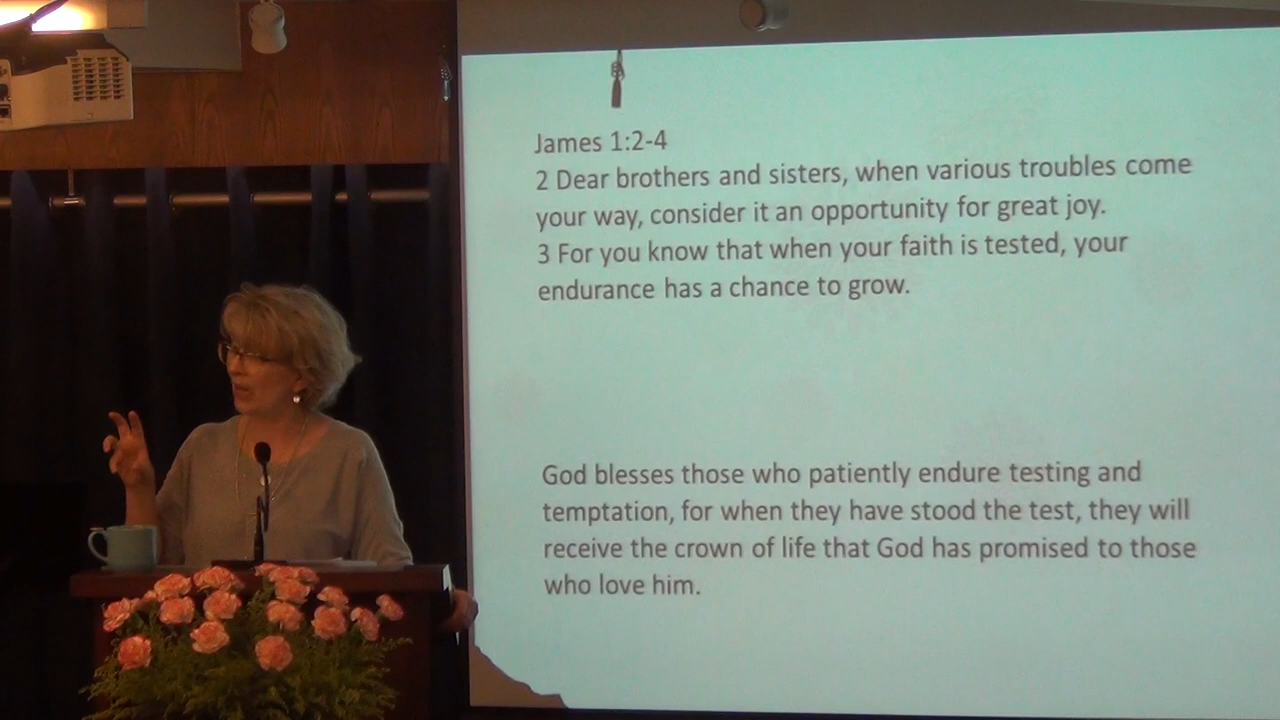 James 1:2-4
2 Dear brothers and sisters, when various troubles come
your way, consider it an opportunity for great joy.
3 For you know that when your faith is tested, your
endurance has a chance to grow.
God blesses those who patiently endure testing and
temptation, for when they have stood the test, they will
receive the crown of life that God has promised to those
who love him.